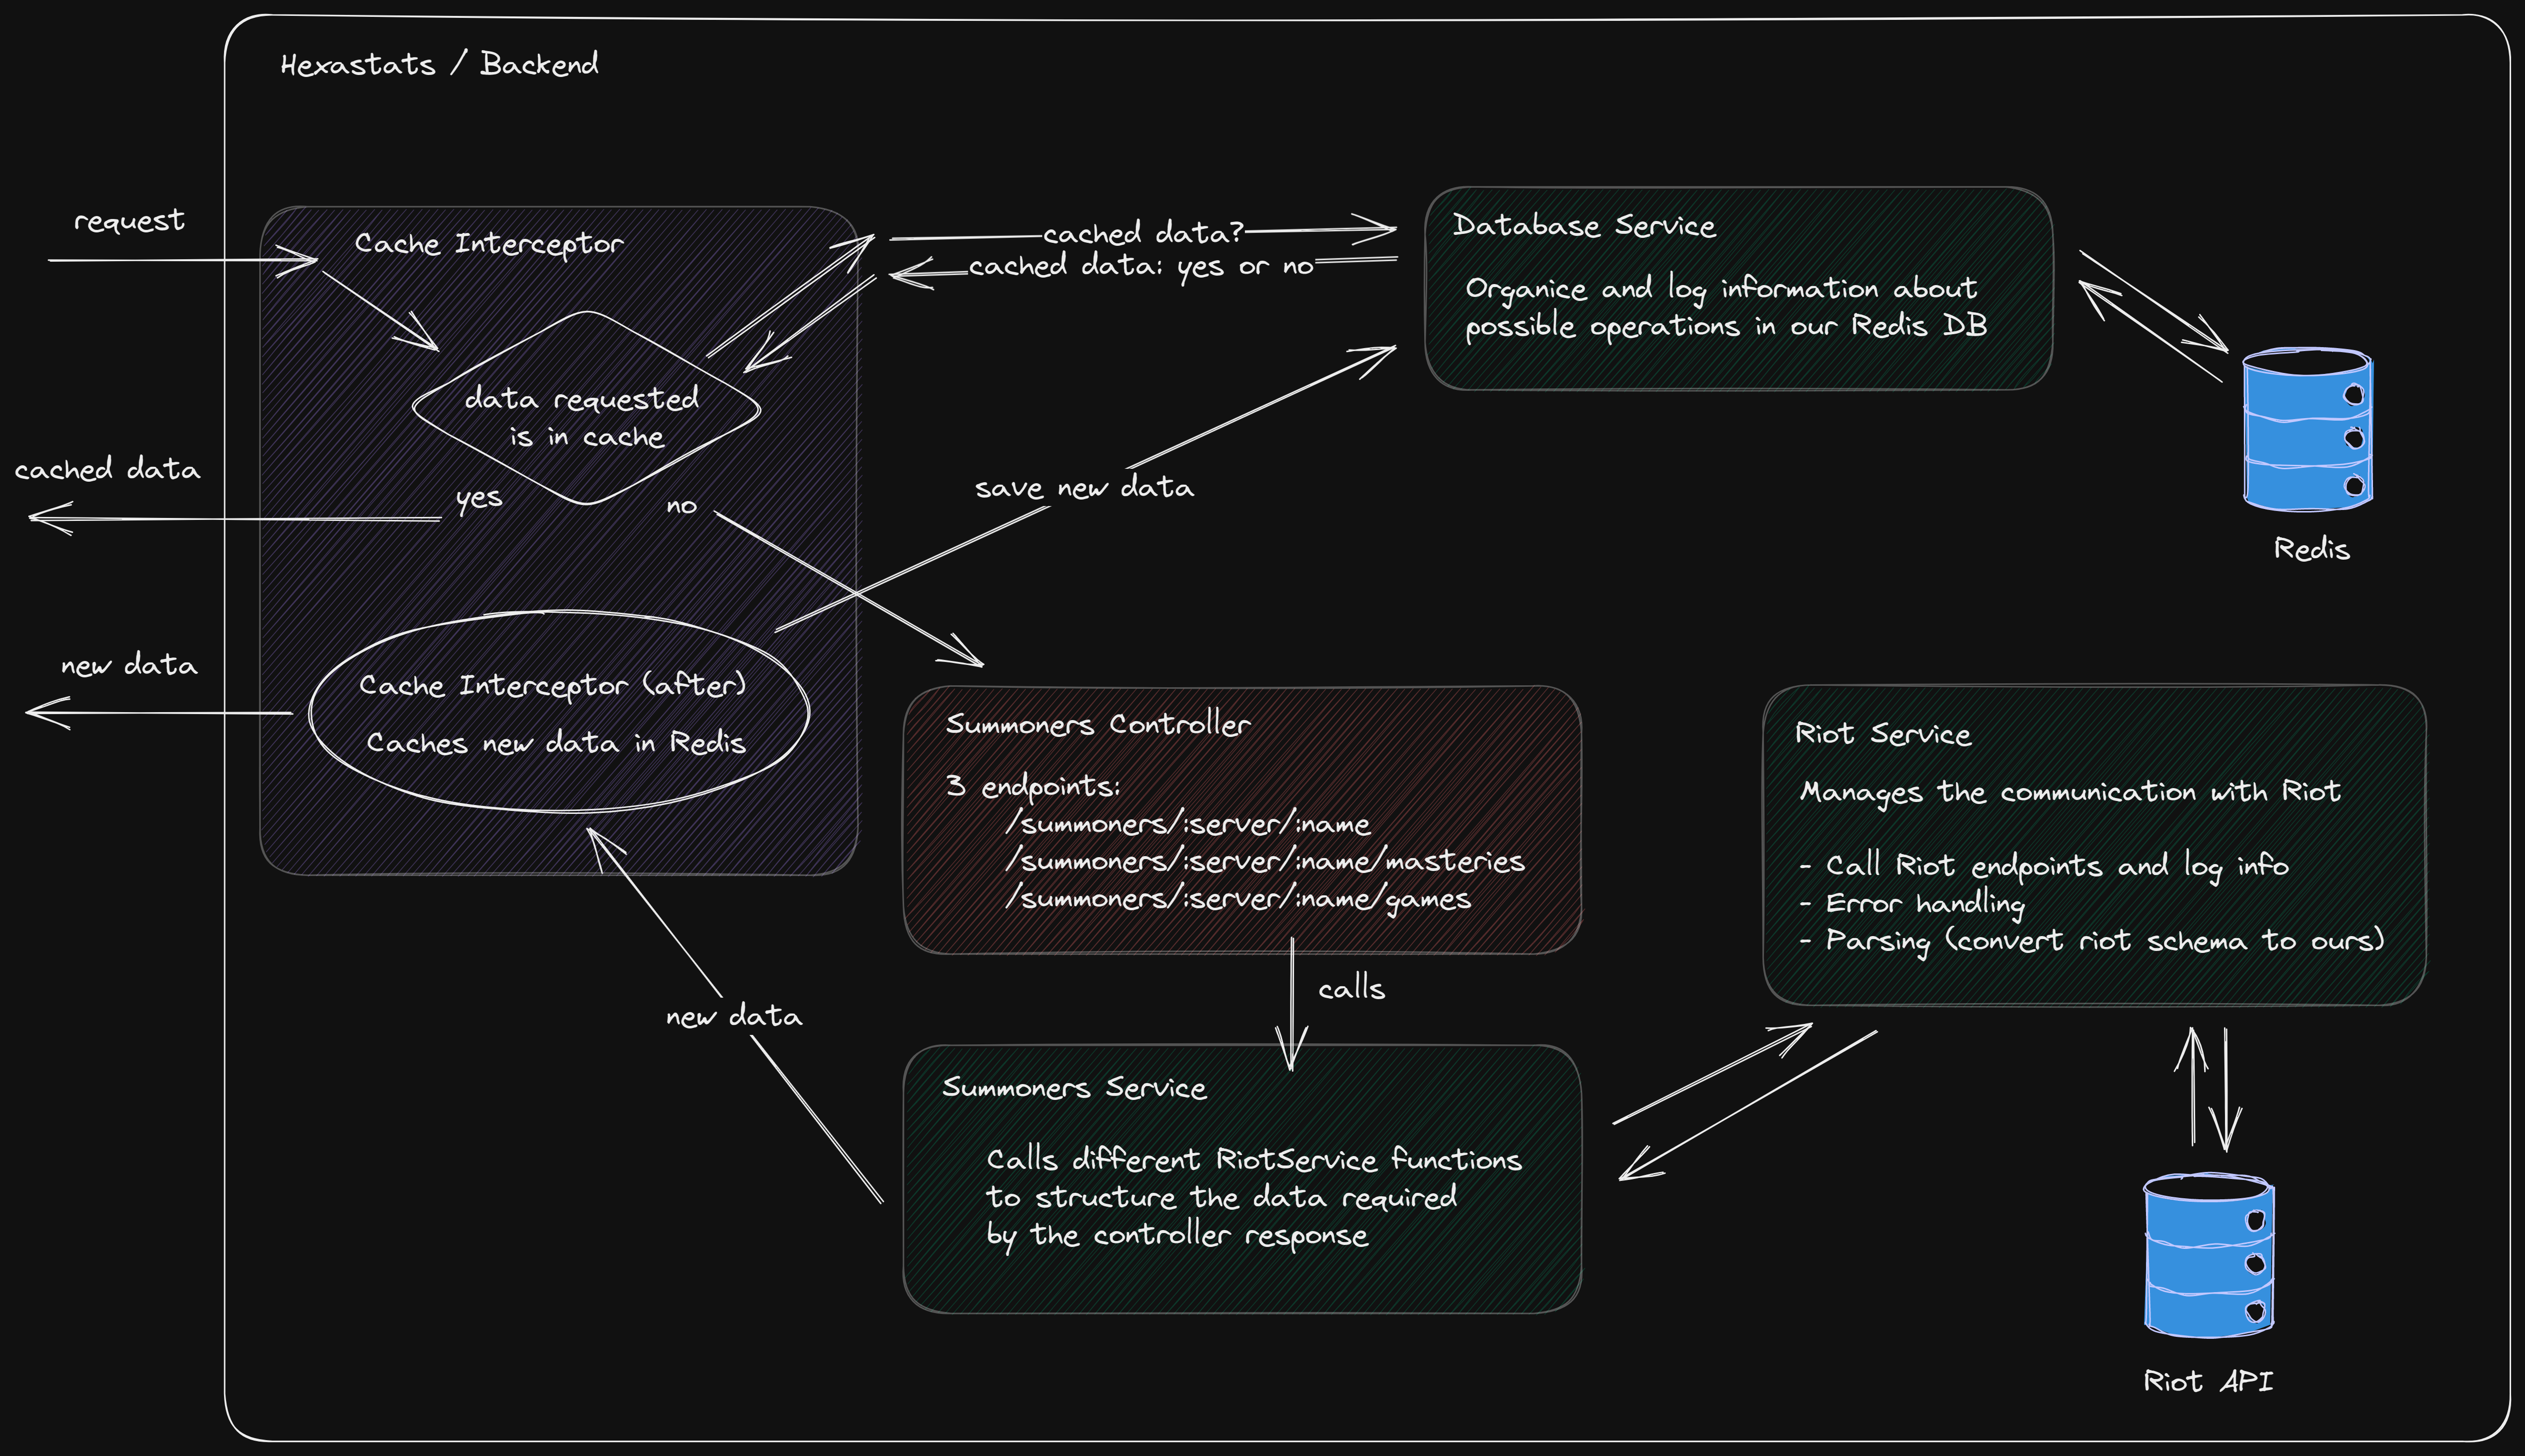 Hexastats / Backend
request
Cache Interceptor
cached data?
cached data: yes or no
Database Service
Organice and log information about
possible operations in our Redis DB
data requested
is in cache
cached data
yes
no
save new data
Redis
new data
Cache Interceptor (after)
Caches new data in Redis
Summoners Controller
3 endpoints:
/summoners/:server/:name
/summoners/:server/:name/masteries
/summoners/:server/:name/games
Riot Service
Manages the communication with Riot
- Call Riot endpoints and log info
- Error handling
- Parsing (convert riot schema to ours)
calls
new data
Summoners Service
Calls different RiotService functions
to structure the data required
by the controller response
Riot API